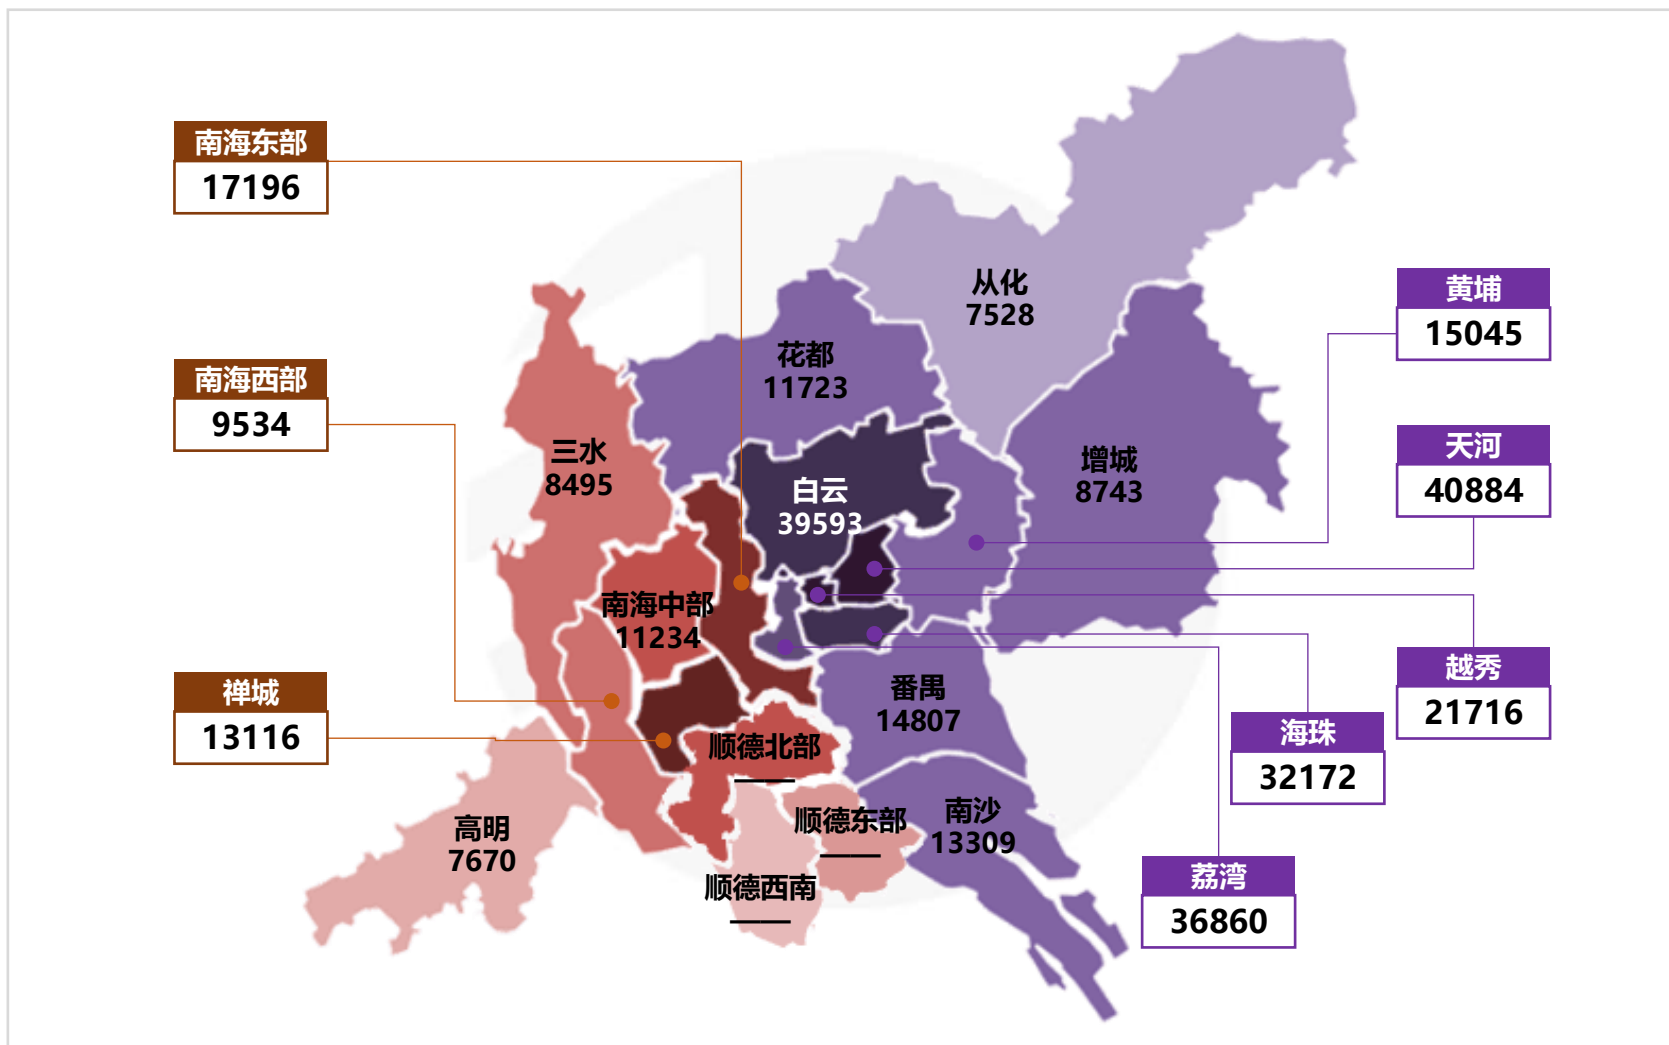 南海东部
17196
从化
7528
黄埔
15045
花都
11723
南海西部
9534
三水
8495
增城
8743
天河
40884
白云
39593
南海中部
11234
禅城
13116
番禺
14807
越秀
21716
顺德北部
——
海珠
32172
南沙
13309
顺德东部
——
高明
7670
顺德西南
——
荔湾
36860